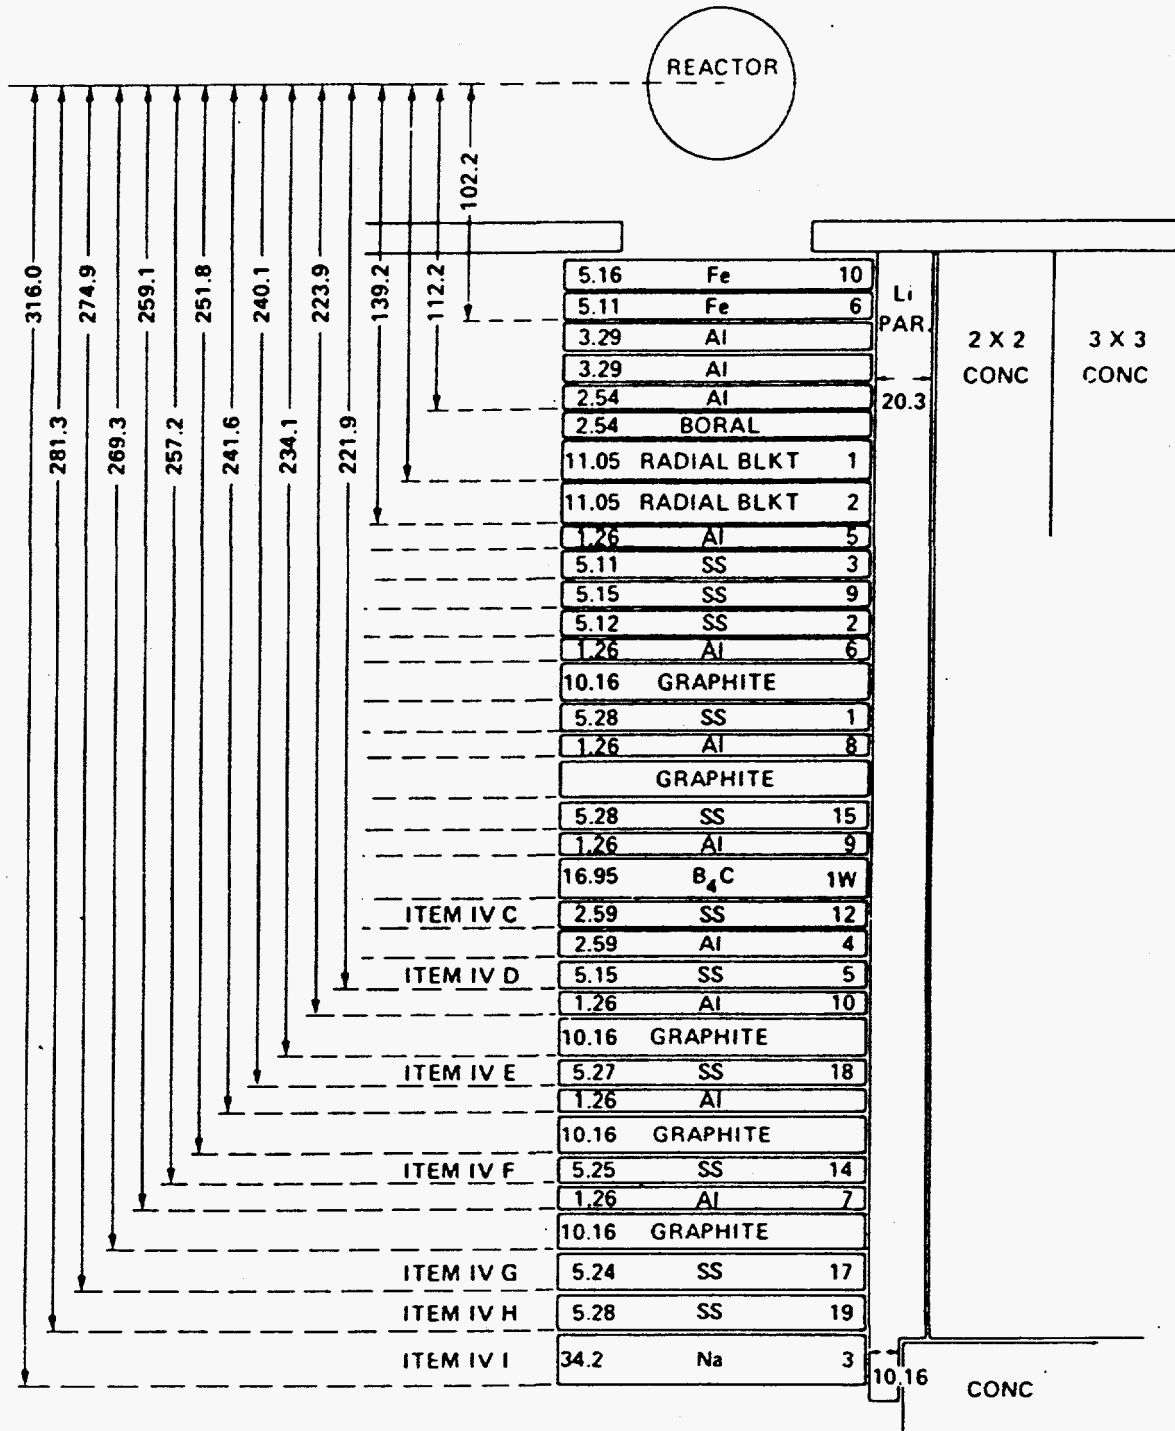 REACTOR
102.2
316.0
274.9
259.1
251.8
240.1
223.9
139.2
112.2
281.3
269.3
257.2
241.6
234.1
221.9
5.16 Fe 10
5.11 Fe 6
3.29 Al
3.29 Al
2.54 Al
2.54 BORAL
11.05 RADIAL BLKT 1
11.05 RADIAL BLKT 2
1.26 Al 5
5.11 SS 3
5.15 SS 9
5.12 SS 2
1.26 Al 6
10.16 GRAPHITE
5.28 SS 1
1.26 Al 8
GRAPHITE
5.28 SS 15
1.26 Al 9
16.95 B4C 1W
ITEM IV C 2.59 SS 12
2.59 Al 4
ITEM IV D 5.15 SS 5
1.26 Al 10
10.16 GRAPHITE
ITEM IV E 5.27 SS 18
1.26 Al
10.16 GRAPHITE
ITEM IV F 5.25 SS 14
1.26 Al 7
10.16 GRAPHITE
ITEM IV G 5.24 SS 17
ITEM IV H 5.28 SS 19
ITEM IV I 34.2 Na 3
Li
PAR.
20.3
2 X 2
CONC
3 X 3
CONC
10.16
CONC